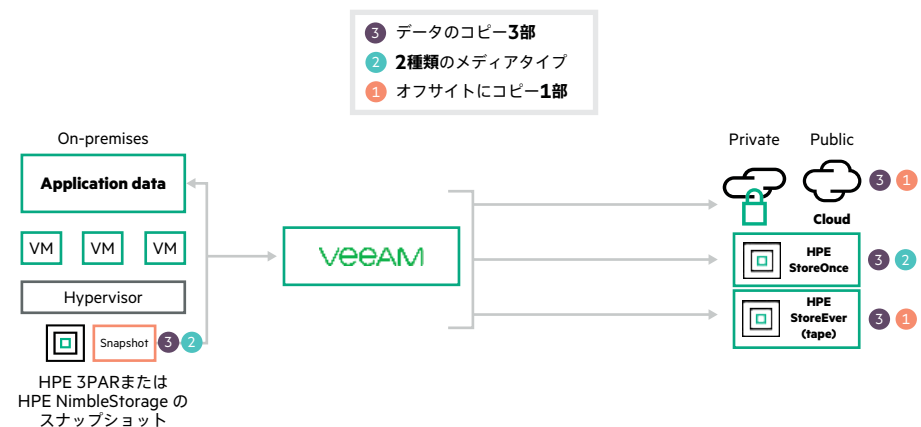 3 データのコピー3部
2 2種類のメディアタイプ
1 オフサイトにコピー1部
On-premises
Application data
VM VM VM
Hypervisor
Snapshot 3 2
HPE 3PARまたは
HPE NimbleStorage の
スナップショット
veeAM
Private Public
3 1
Cloud
HPE
StoreOnce
3 2
HPE
StoreEver
(tape)
3 1